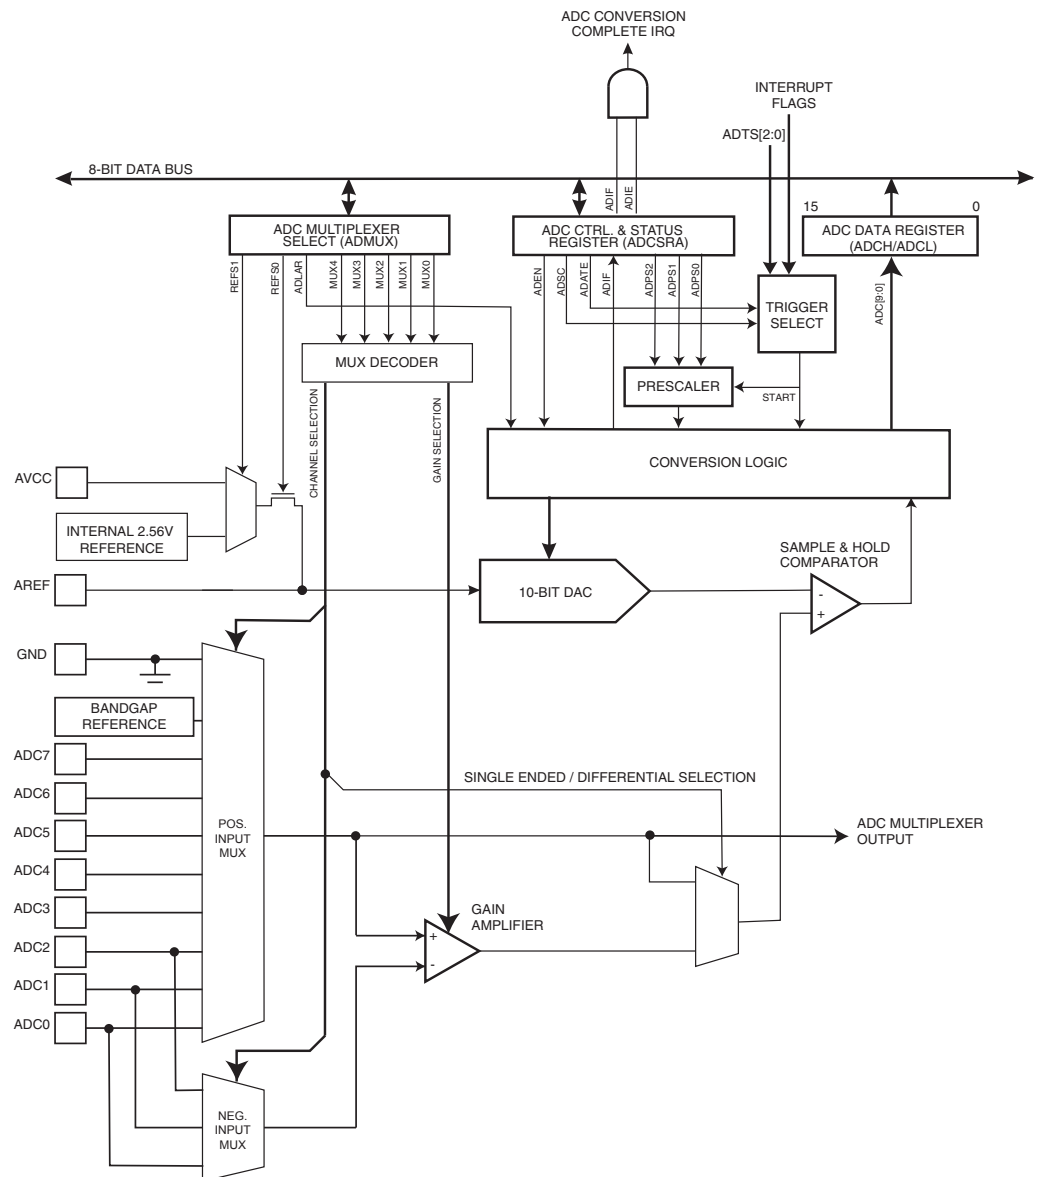 ADC CONVERSION
COMPLETE IRQ
INTERRUPT
FLAGS
ADTS[2:0]
8-BIT DATA BUS
ADIF
ADIE
15
0
ADC MULTIPLEXER
SELECT (ADMUX)
ADC CTRL. & STATUS
REGISTER (ADCSRA)
ADC DATA REGISTER
(ADCH/ADCL)
REFS1
REFS0
ADLAR
MUX4
MUX3
MUX2
MUX1
MUX0
ADEN
ADSC
ADATE
ADIF
ADPS2
ADPS1
ADPS0
ADC[9:0]
TRIGGER
SELECT
MUX DECODER
PRESCALER
START
CHANNEL SELECTION
GAIN SELECTION
CONVERSION LOGIC
AVCC
INTERNAL 2.56V
REFERENCE
SAMPLE & HOLD
COMPARATOR
AREF
10-BIT DAC
-
+
GND
BANDGAP
REFERENCE
ADC7
SINGLE ENDED / DIFFERENTIAL SELECTION
ADC6
ADC5
POS.
INPUT
MUX
ADC MULTIPLEXER
OUTPUT
ADC4
ADC3
GAIN
AMPLIFIER
ADC2
+
-
ADC1
ADC0
NEG.
INPUT
MUX